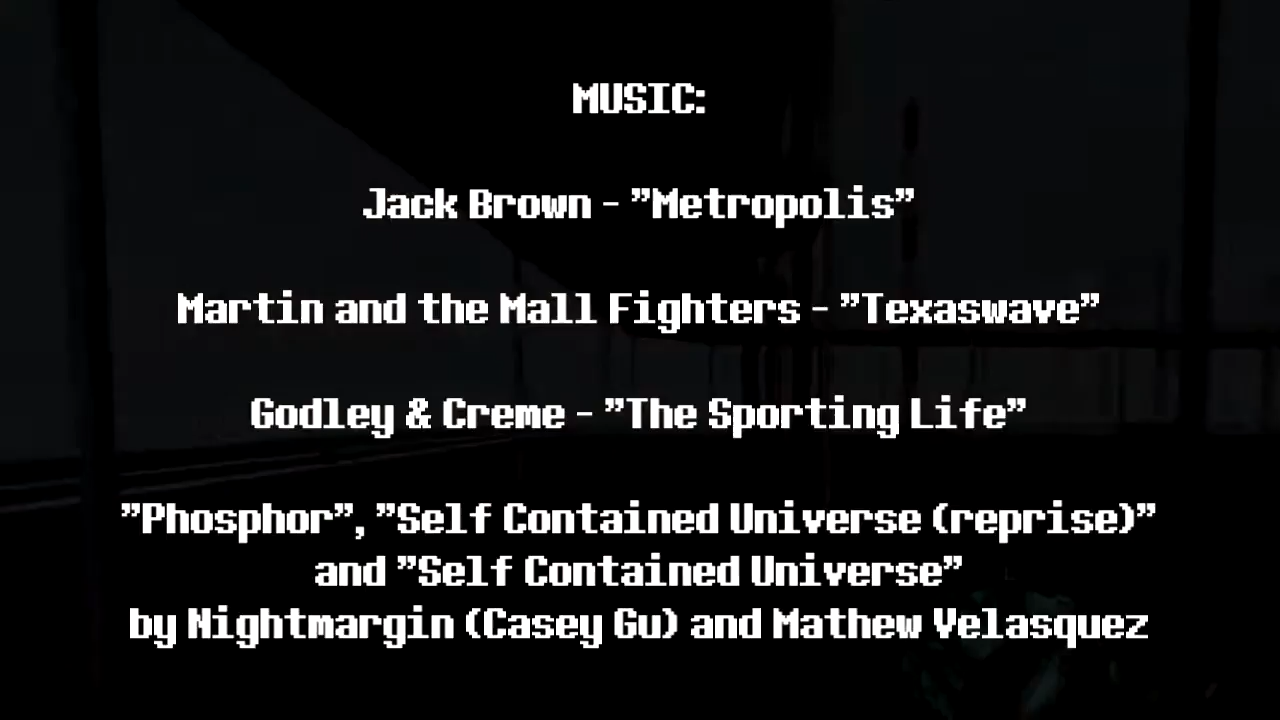 MUSIC:
Jack Brown - ”Metropolis”
Martin and the Mall Fighters - ”Texaswave”
Godley & Creme - ”The Sporting Life”
”Phosphor”, ”Self Contained Universe (reprise)”
and ”Self Contained Universe”
by Nightmargin (Casey Gu) and Mathew Velasquez